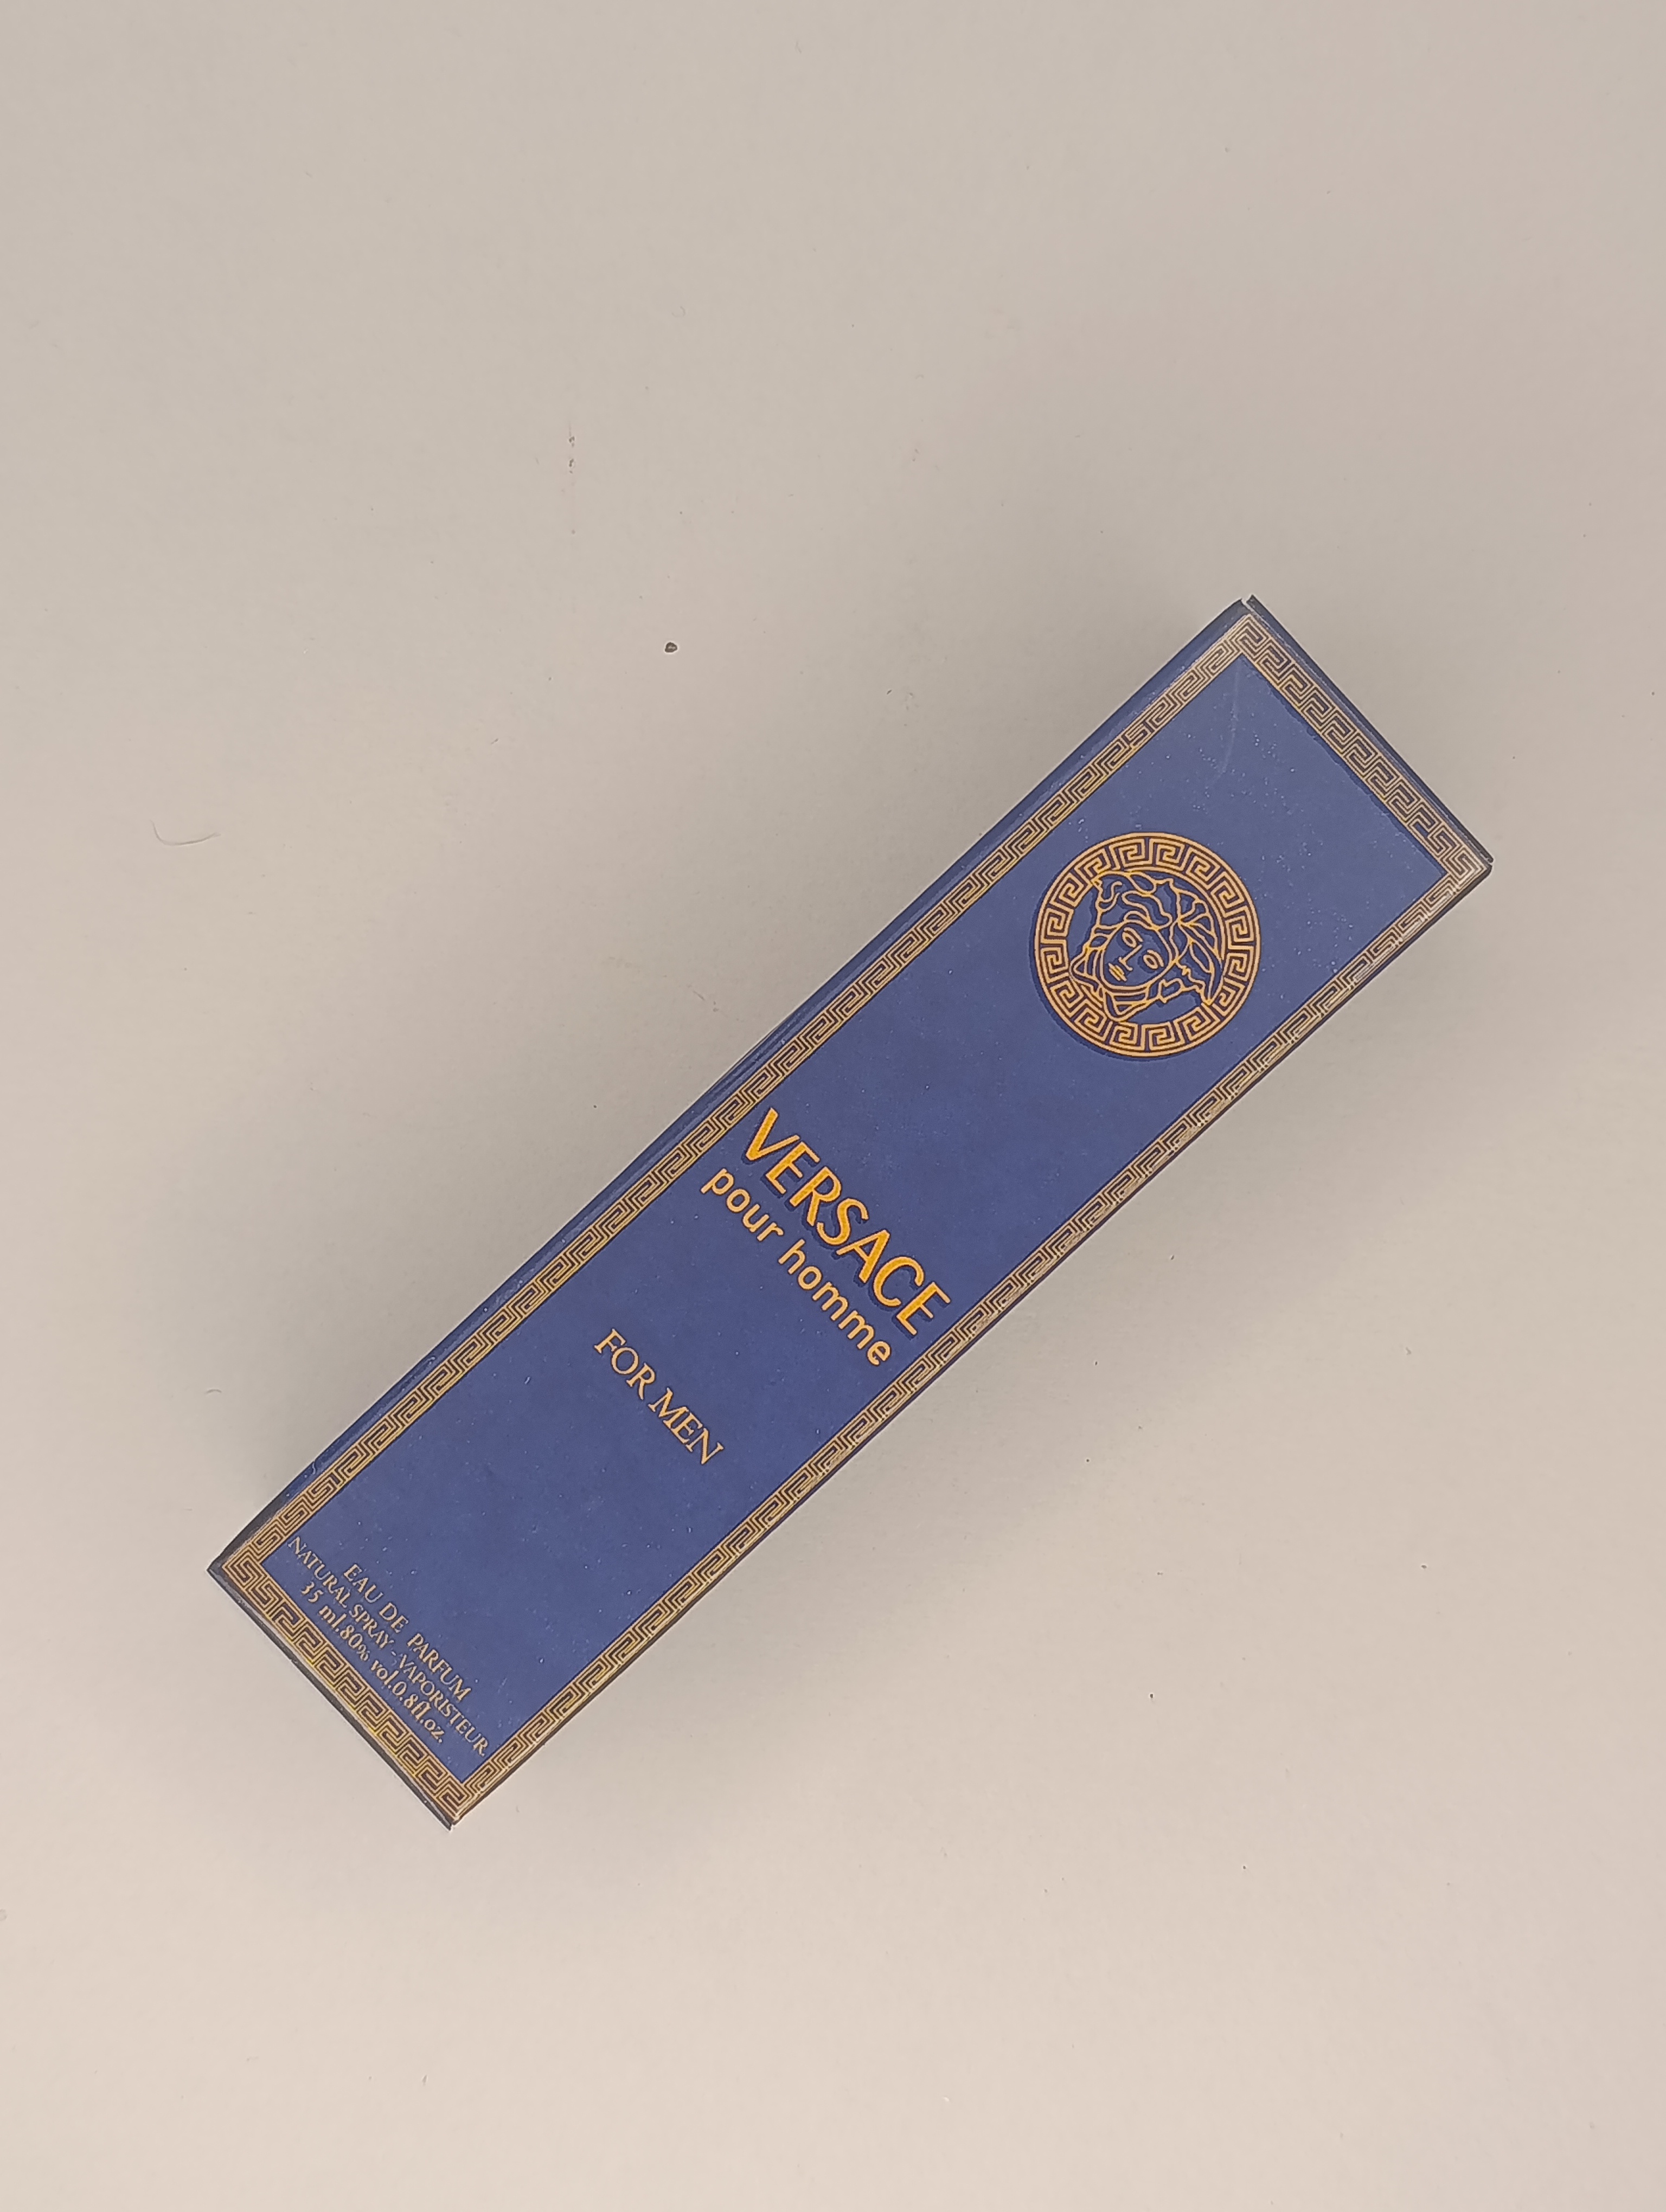 VERSACE
pour homme
FOR MEN
EAU DE PARFUM
NATURAL SPRAY - VAPORISTEUR
35 ml.80% vol.0.8fl.oz.